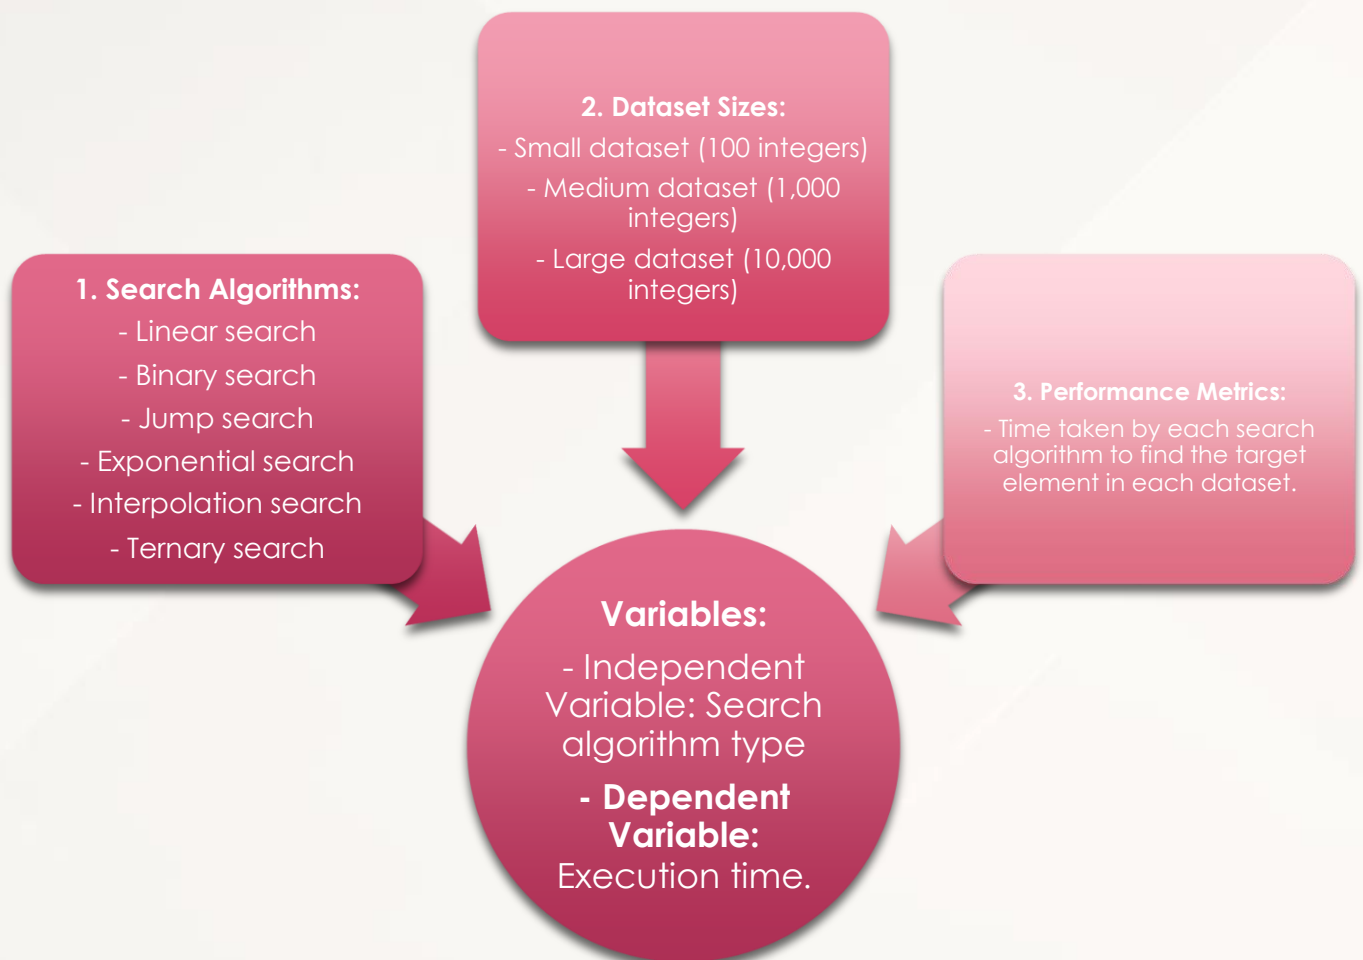 1. Search Algorithms:
- Linear search
- Binary search
- Jump search
- Exponential search
- Interpolation search
- Ternary search
2. Dataset Sizes:
- Small dataset (100 integers)
- Medium dataset (1,000
integers)
- Large dataset (10,000
integers)
3. Performance Metrics:
- Time taken by each search
algorithm to find the target
element in each dataset.
Variables:
- Independent
Variable: Search
algorithm type
- Dependent
Variable:
Execution time.